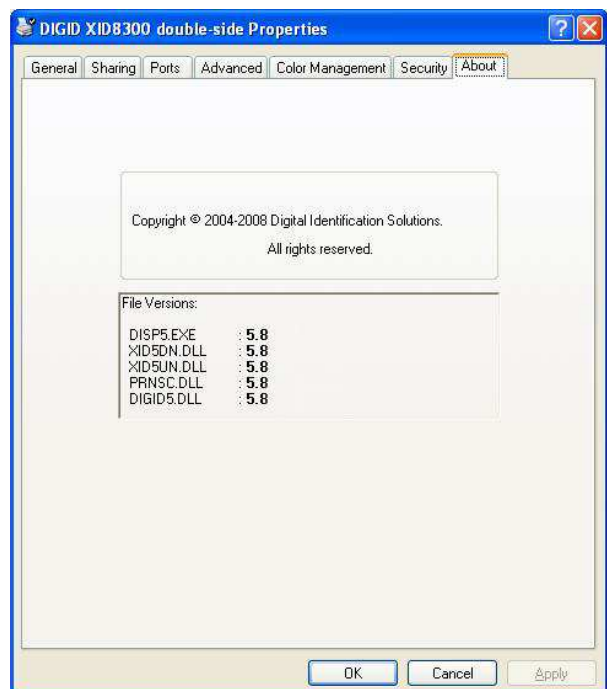 DIGID XID8300 double-side Properties
General Sharing Ports Advanced Color Management Security About
Copyright © 2004-2008 Digital Identification Solutions.
All rights reserved.
File Versions:
DISP5.EXE : 5.8
XID5DN.DLL : 5.8
XID5UN.DLL : 5.8
PRNSC.DLL : 5.8
DIGID5.DLL : 5.8
OK Cancel Apply